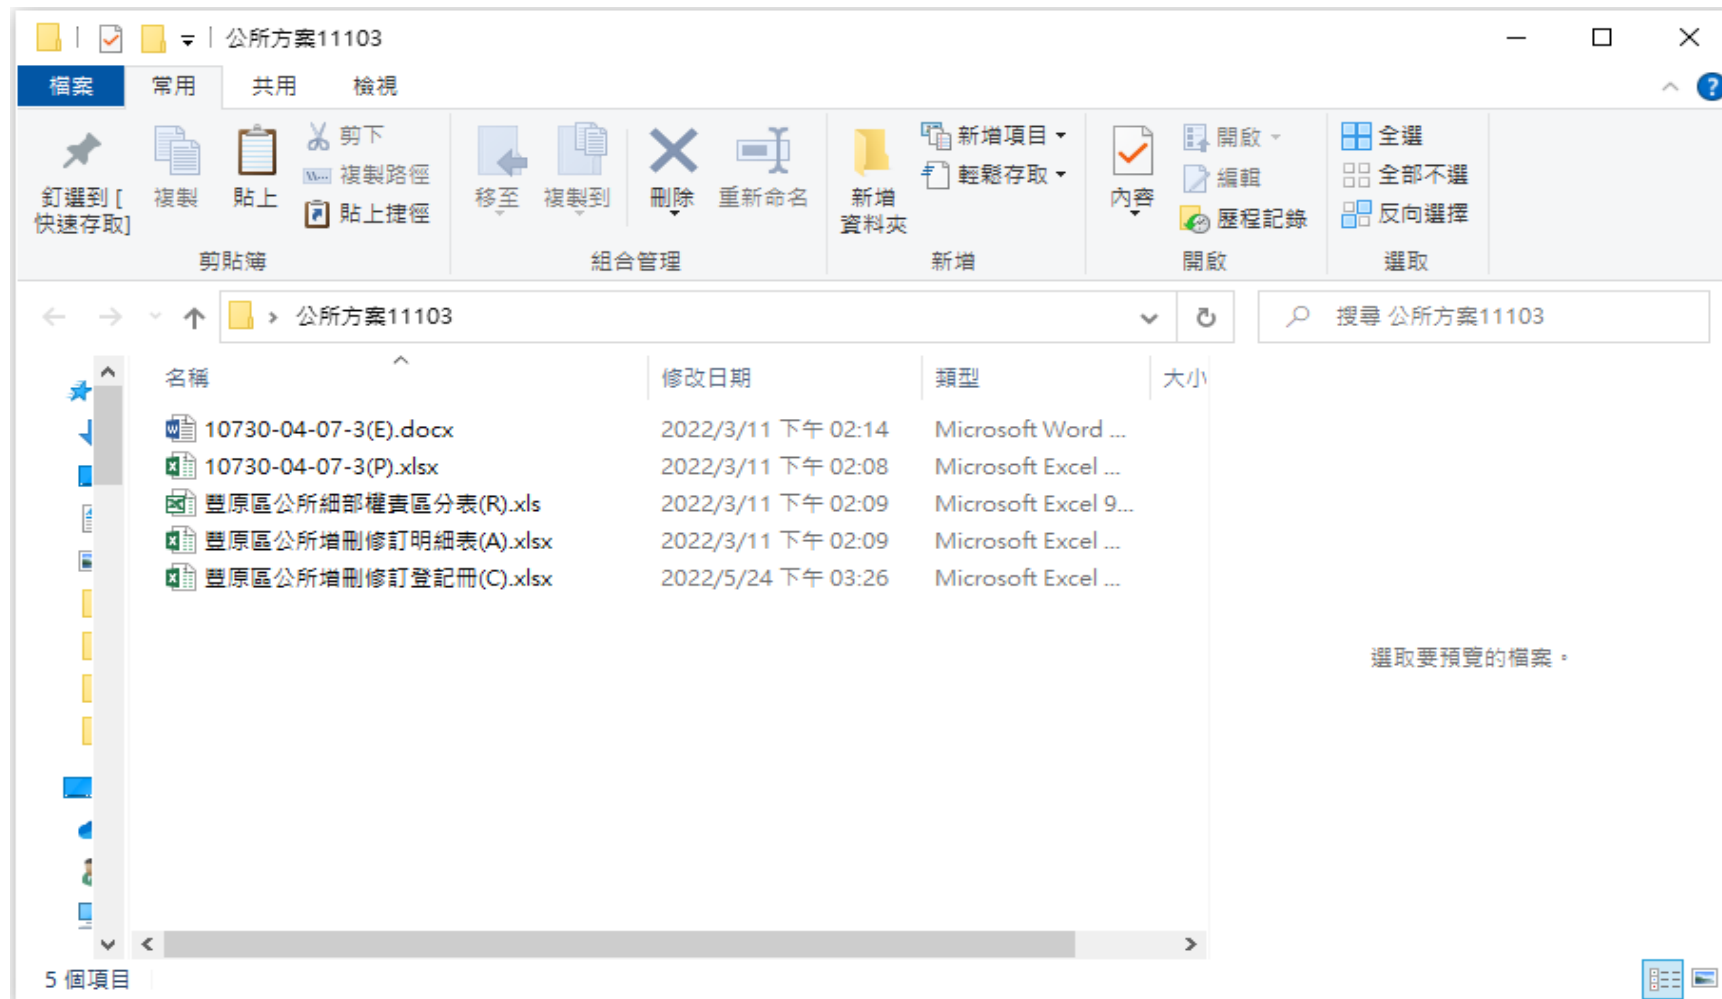 公所方案11103
檔案 常用 共用 檢視
釘選到 [
快速存取]
複製
貼上
剪下
複製路徑
貼上捷徑
剪貼簿
移至
複製到
刪除
重新命名
組合管理
新增
資料夾
新增項目
輕鬆存取
新增
內容
開啟
編輯
歷程記錄
開啟
全選
全部不選
反向選擇
選取
公所方案11103
搜尋 公所方案11103
名稱 修改日期 類型 大小
10730-04-07-3(E).docx 2022/3/11 下午 02:14 Microsoft Word ...
10730-04-07-3(P).xlsx 2022/3/11 下午 02:08 Microsoft Excel ...
豐原區公所細部權責區分表(R).xls 2022/3/11 下午 02:09 Microsoft Excel 9...
豐原區公所增刪修訂明細表(A).xlsx 2022/3/11 下午 02:09 Microsoft Excel ...
豐原區公所增刪修訂登記冊(C).xlsx 2022/5/24 下午 03:26 Microsoft Excel ...
選取要預覽的檔案。
5 個項目